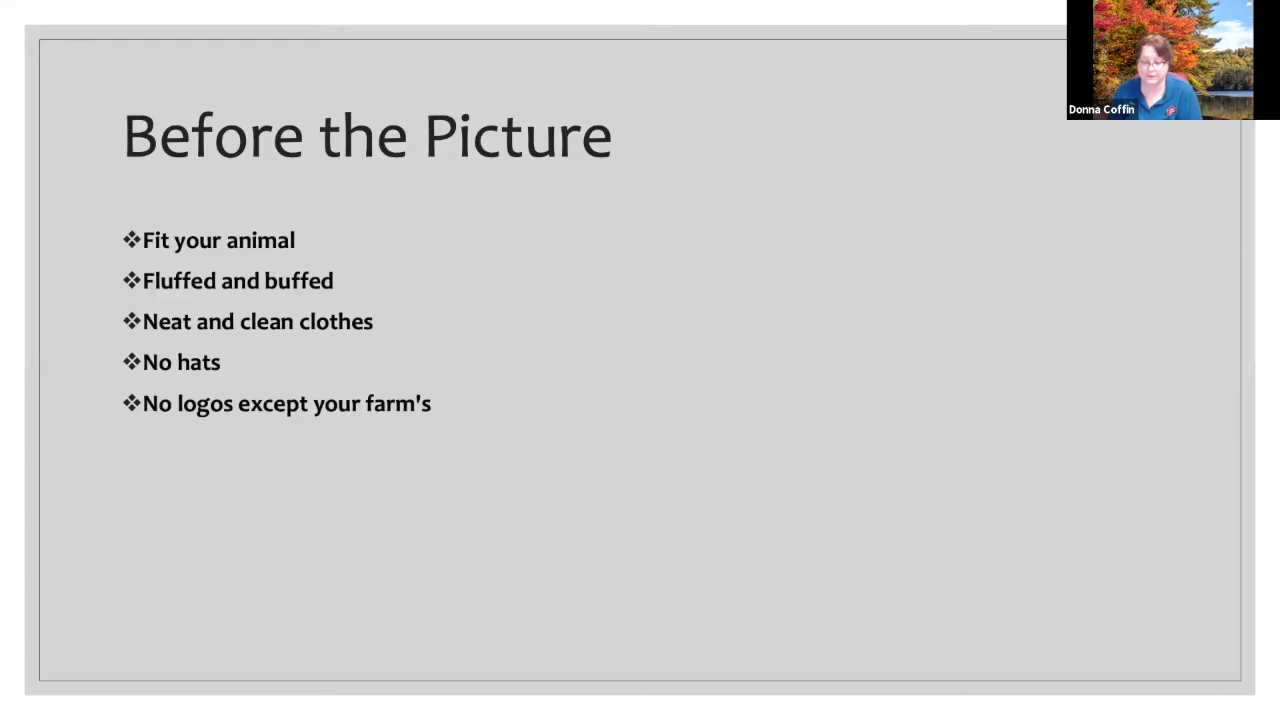 Donna Coffin
Before the Picture
❖Fit your animal
❖Fluffed and buffed
❖Neat and clean clothes
❖No hats
❖No logos except your farm's